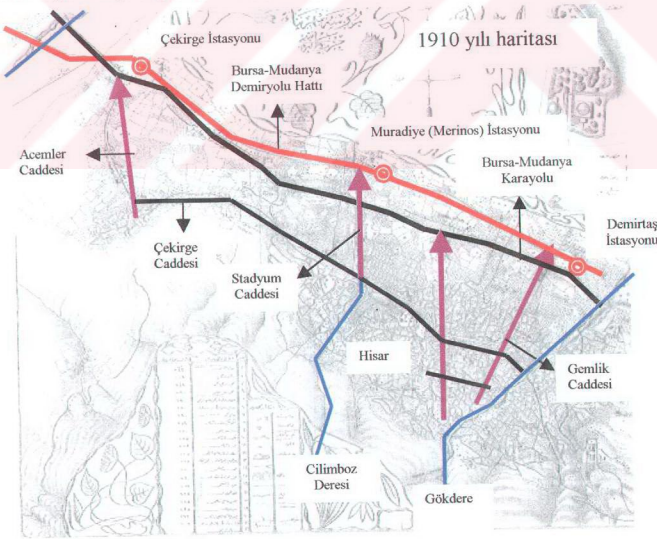 Çekirge İstasyonu
1910 yılı haritası
Bursa-Mudanya
Demiryolu Hattı
Muradiye (Merinos) İstasyonu
Acemler
Caddesi
Bursa-Mudanya
Karayolu
Demirtaş
İstasyonu
Çekirge
Caddesi
Stadyum
Caddesi
Hisar
Gemlik
Caddesi
Cilimboz
Deresi
Gökdere